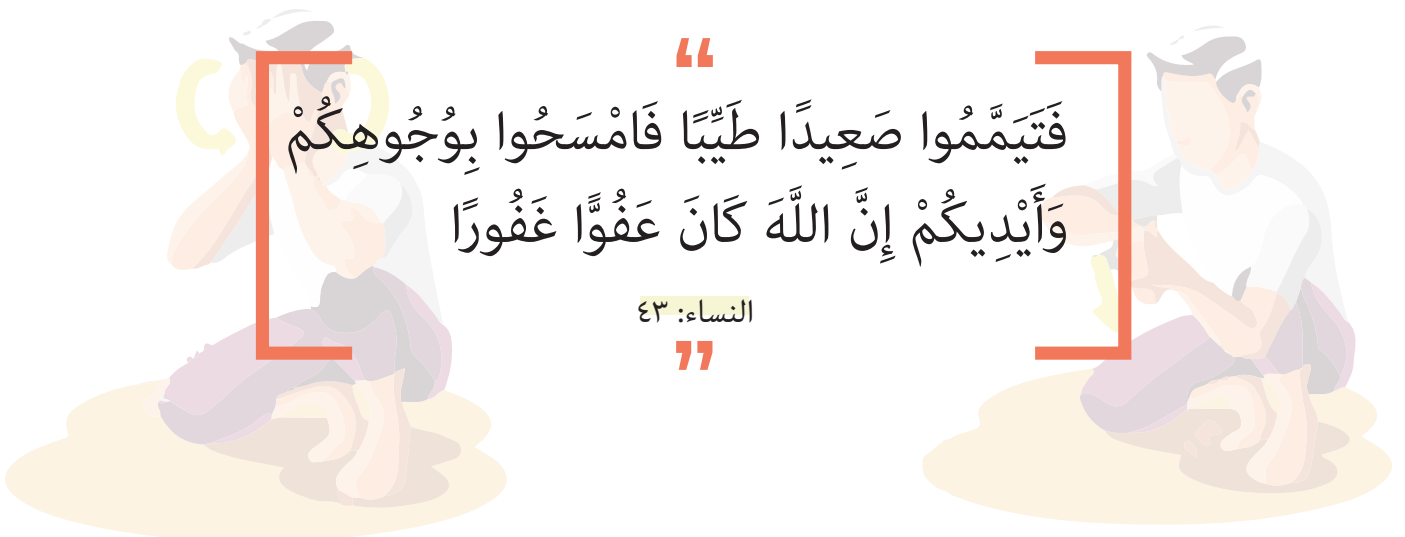 “
فَتَيَمَّمُوا صَعِيدًا طَيِّبًا فَامْسَحُوا بِوُجُوهِكُمْ
وَأَيْدِيكُمْ إِنَّ اللَّهَ كَانَ عَفُوًّا غَفُورًا
النساء: ٤٣
”